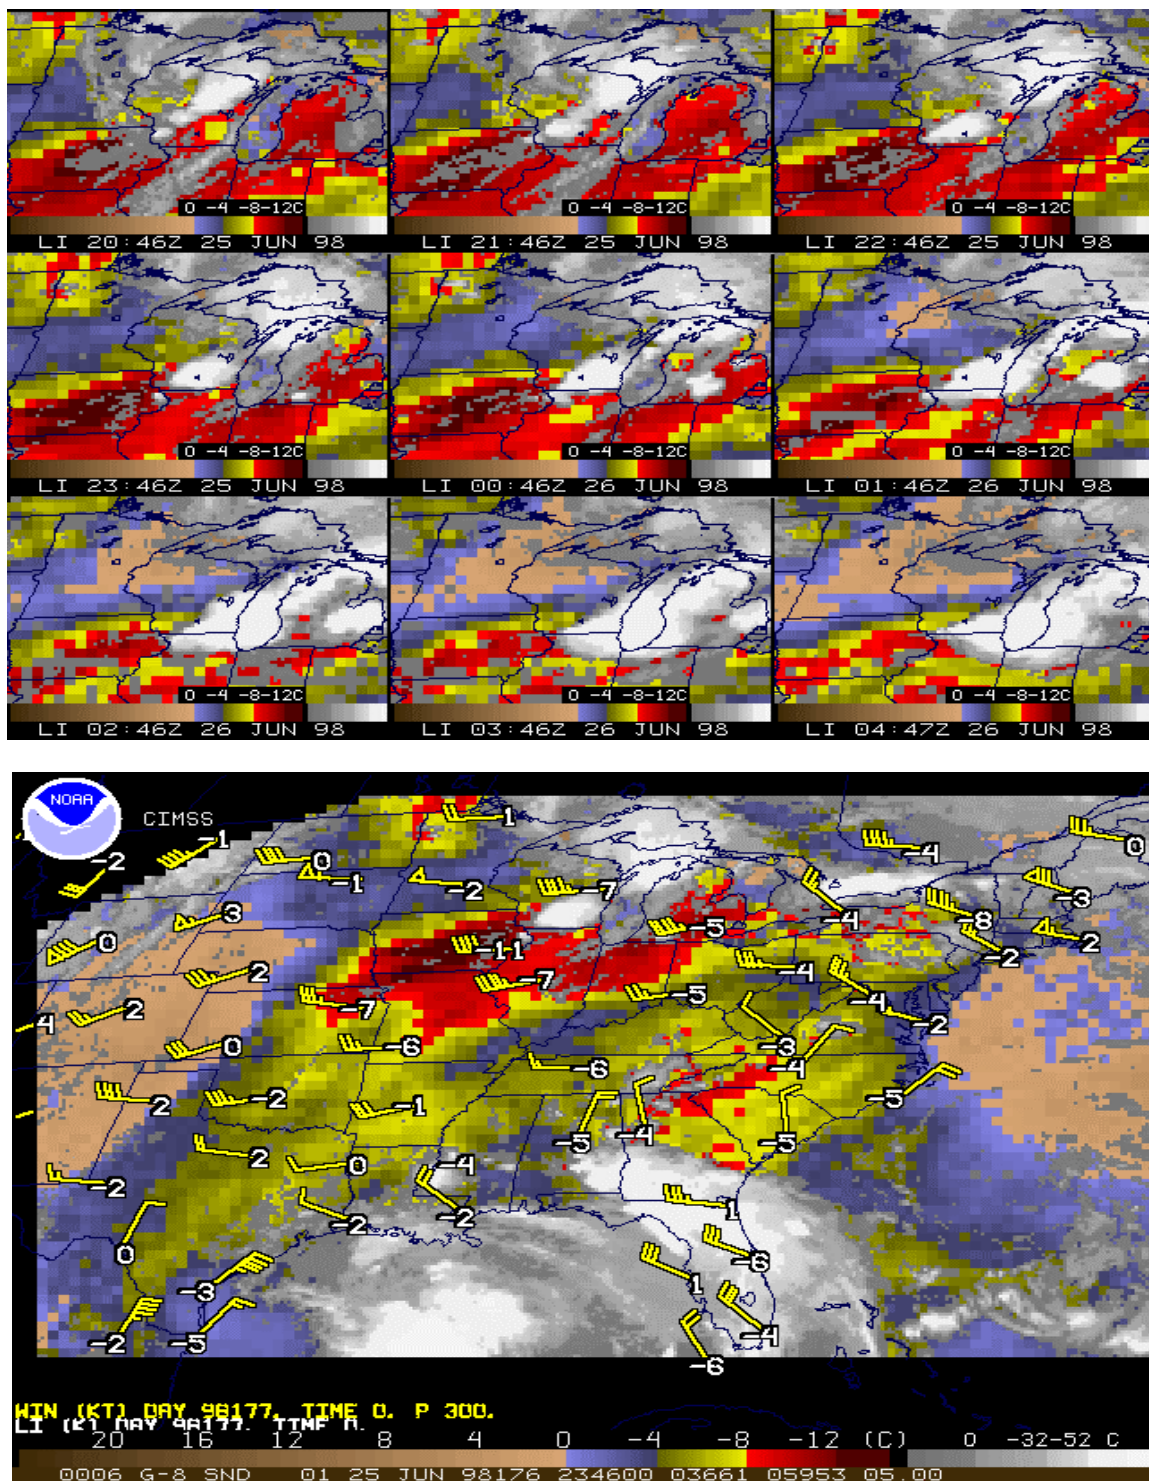 0 -4 -8-12C 0 -4 -8-12C 0 -4 -8-12C
LI 20:46Z 25 JUN 98 LI 21:46Z 25 JUN 98 LI 22:46Z 25 JUN 98
0 -4 -8-12C 0 -4 -8-12C 0 -4 -8-12C
LI 23:46Z 25 JUN 98 LI 00:46Z 26 JUN 98 LI 01:46Z 26 JUN 98
0 -4 -8-12C 0 -4 -8-12C 0 -4 -8-12C
LI 02:46Z 26 JUN 98 LI 03:46Z 26 JUN 98 LI 04:47Z 26 JUN 98
NOAA
CIMSS
-1 1 0
-2 0 -1 -2 -7 -4 -3
3 -5 -4 -8
0 -11 -1 -2 2
2 -7 -7 -5 -4 -4
4 2 -2
0 -6 -6 -3 -4
2 -2 -1 -5
2 0 -4 -5 -4 -5
-2 -2 -2 1
0 -6
-3 1
-2 -5 -4
-6
WIN (KT) DAY 98177, TIME 0, P 300,
LI (K) DAY 98177, TIME 0,
20 16 12 8 4 0 -4 -8 -12 (C) 0 -32-52 C
0006 G-8 SND 01 25 JUN 98176 234600 03661 05953 05.00